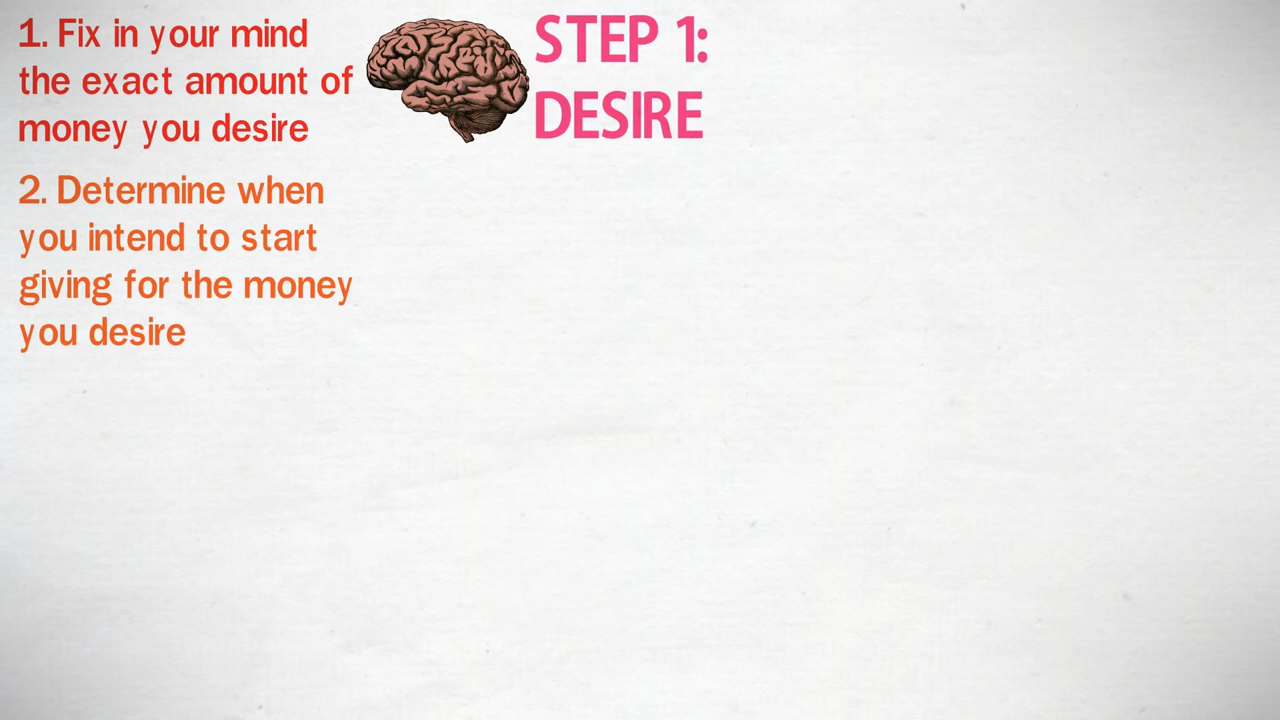 1. Fix in your mind
the exact amount of
money you desire
2. Determine when
you intend to start
giving for the money
you desire
STEP 1:
DESIRE